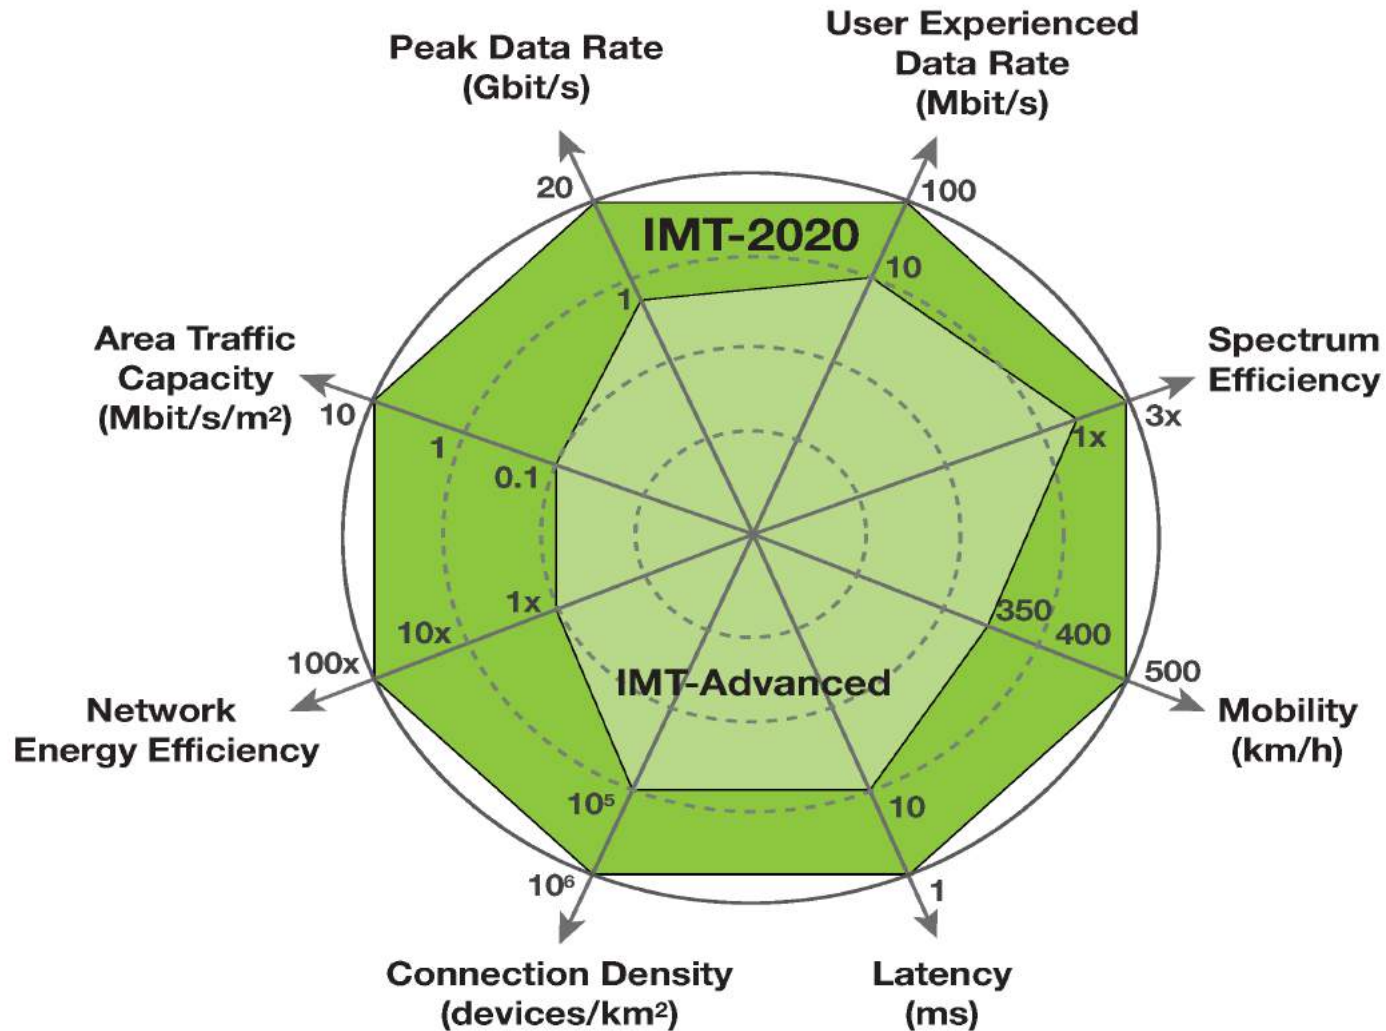 Peak Data Rate
(Gbit/s)
User Experienced
Data Rate
(Mbit/s)
20
100
IMT-2020
10
1
Area Traffic
Capacity
(Mbit/s/m²)
Spectrum
Efficiency
10
3x
1
1x
0.1
1x
350
10x
400
100x
500
IMT-Advanced
Network
Energy Efficiency
Mobility
(km/h)
10⁵
10
10⁶
1
Connection Density
(devices/km²)
Latency
(ms)